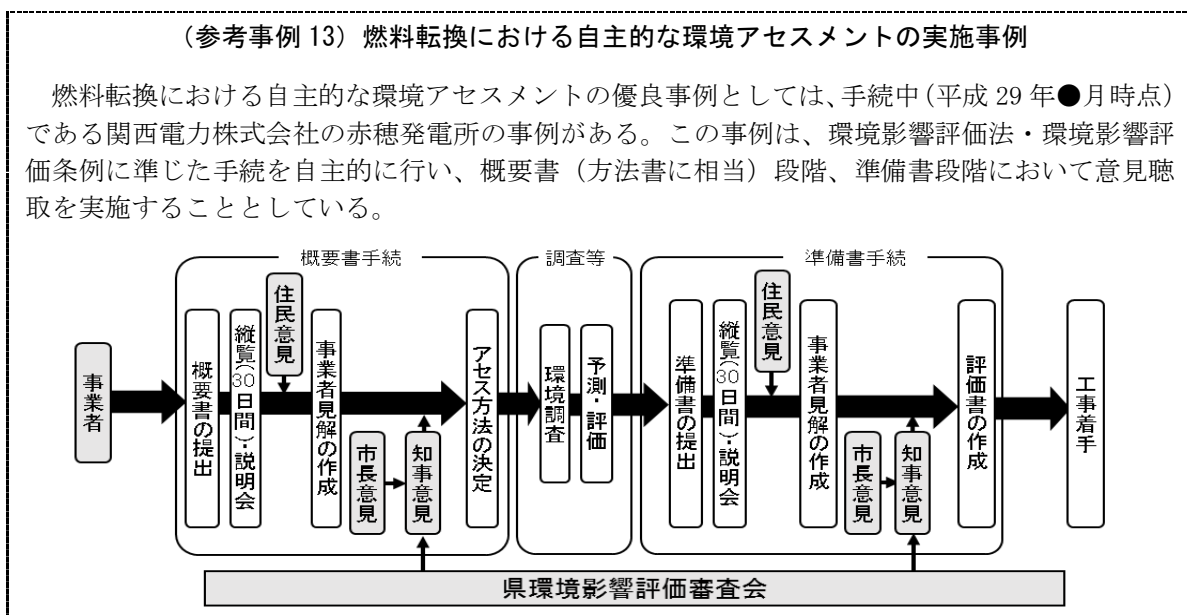 （参考事例 13）燃料転換における自主的な環境アセスメントの実施事例
燃料転換における自主的な環境アセスメントの優良事例としては、手続中（平成 29 年●月時点）
である関西電力株式会社の赤穂発電所の事例がある。この事例は、環境影響評価法・環境影響評
価条例に準じた手続を自主的に行い、概要書（方法書に相当）段階、準備書段階において意見聴
取を実施することとしている。
概要書手続
調査等
準備書手続
事業者
概要書の提出
縦覧（30日間）・説明会
住民意見
事業者見解の作成
市長意見
知事意見
アセス方法の決定
環境調査
予測・評価
準備書の提出
縦覧（30日間）・説明会
住民意見
事業者見解の作成
市長意見
知事意見
評価書の作成
工事着手
県環境影響評価審査会